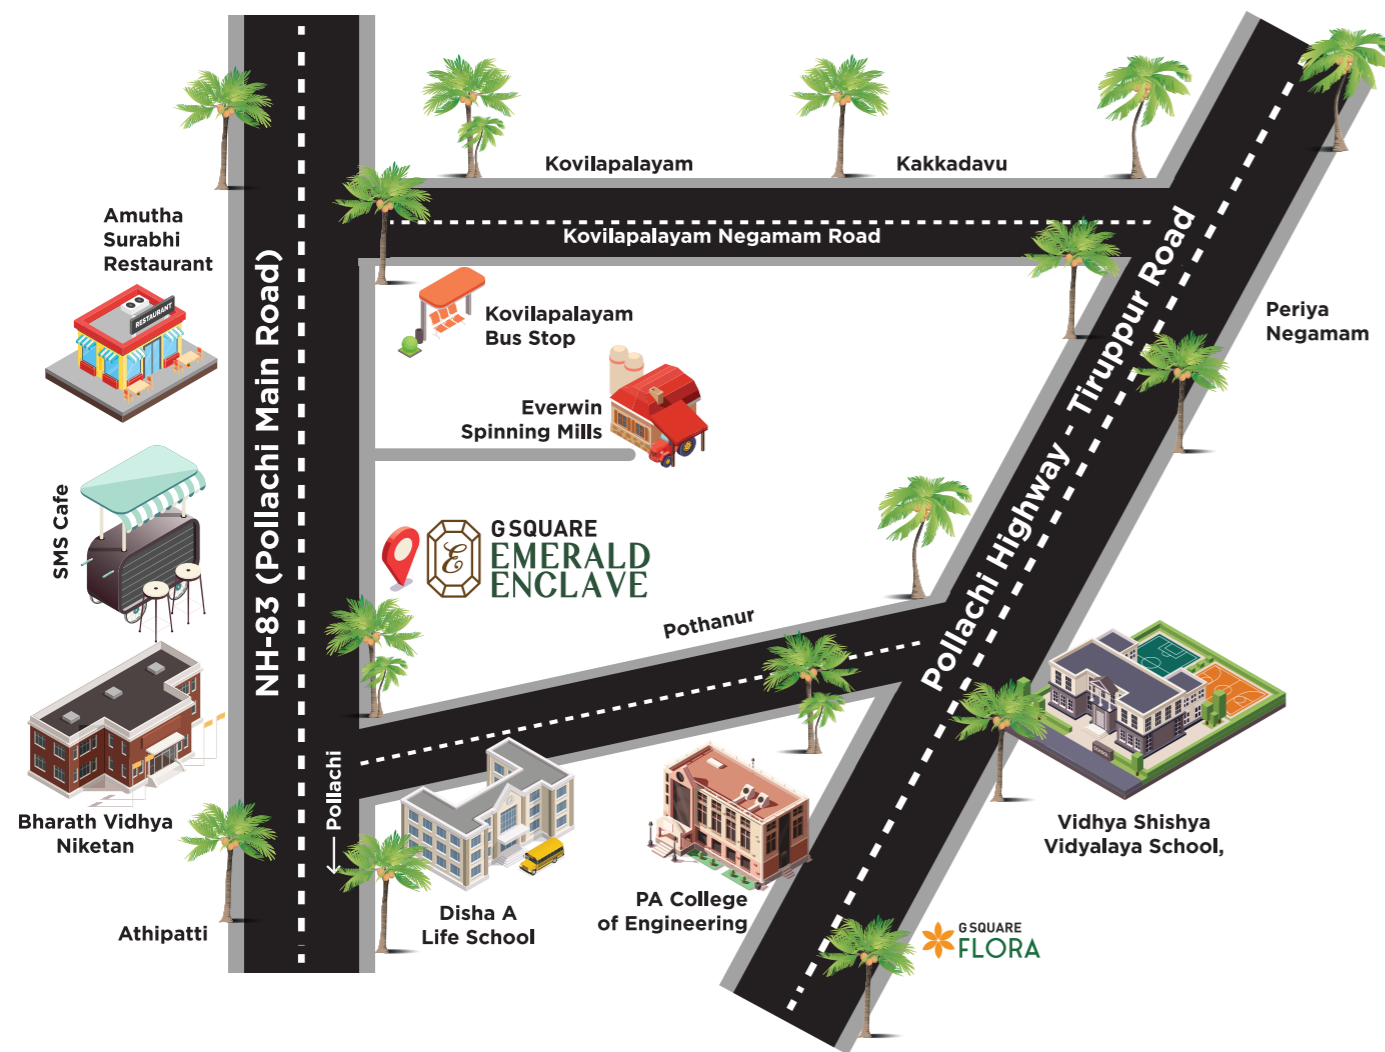 Kovilapalayam
Kakkadavu
Kovilapalayam Negamam Road
Amutha
Surabhi
Restaurant
RESTAURANT
NH-83 (Pollachi Main Road)
Kovilapalayam
Bus Stop
Pollachi Highway - Tiruppur Road
Periya
Negamam
Everwin
Spinning Mills
SMS Cafe
E
G SQUARE
EMERALD
ENCLAVE
Pothanur
Pollachi
Bharath Vidhya
Niketan
Vidhya Shishya
Vidyalaya School,
Disha A
Life School
PA College
of Engineering
Athipatti
G SQUARE
FLORA